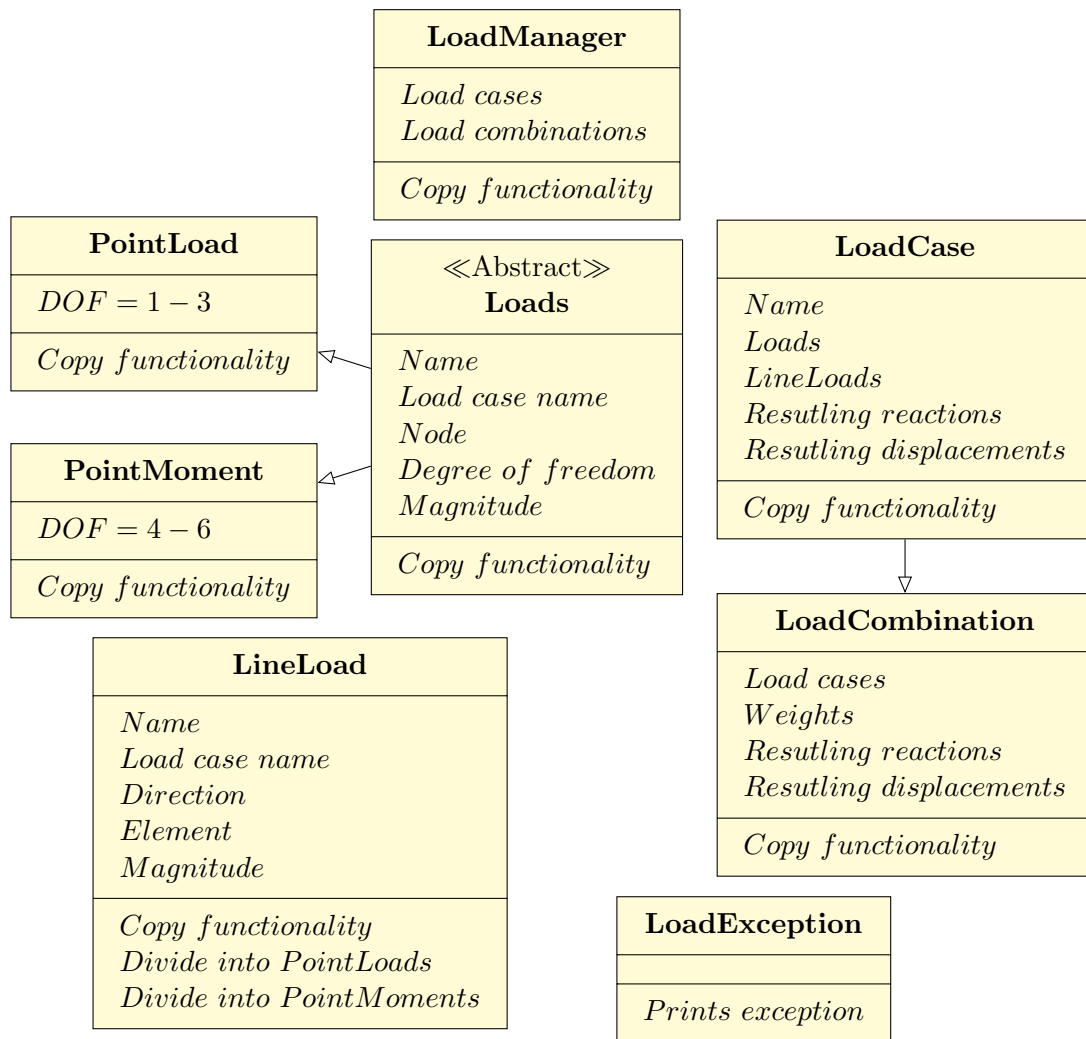 LoadManager
Load cases
Load combinations
Copy functionality
PointLoad
DOF = 1 − 3
Copy functionality
≪Abstract≫
Loads
Name
Load case name
Node
Degree of freedom
Magnitude
Copy functionality
LoadCase
Name
Loads
LineLoads
Resutling reactions
Resutling displacements
Copy functionality
PointMoment
DOF = 4 − 6
Copy functionality
LoadCombination
Load cases
Weights
Resutling reactions
Resutling displacements
Copy functionality
LineLoad
Name
Load case name
Direction
Element
Magnitude
Copy functionality
Divide into PointLoads
Divide into PointMoments
LoadException
Prints exception